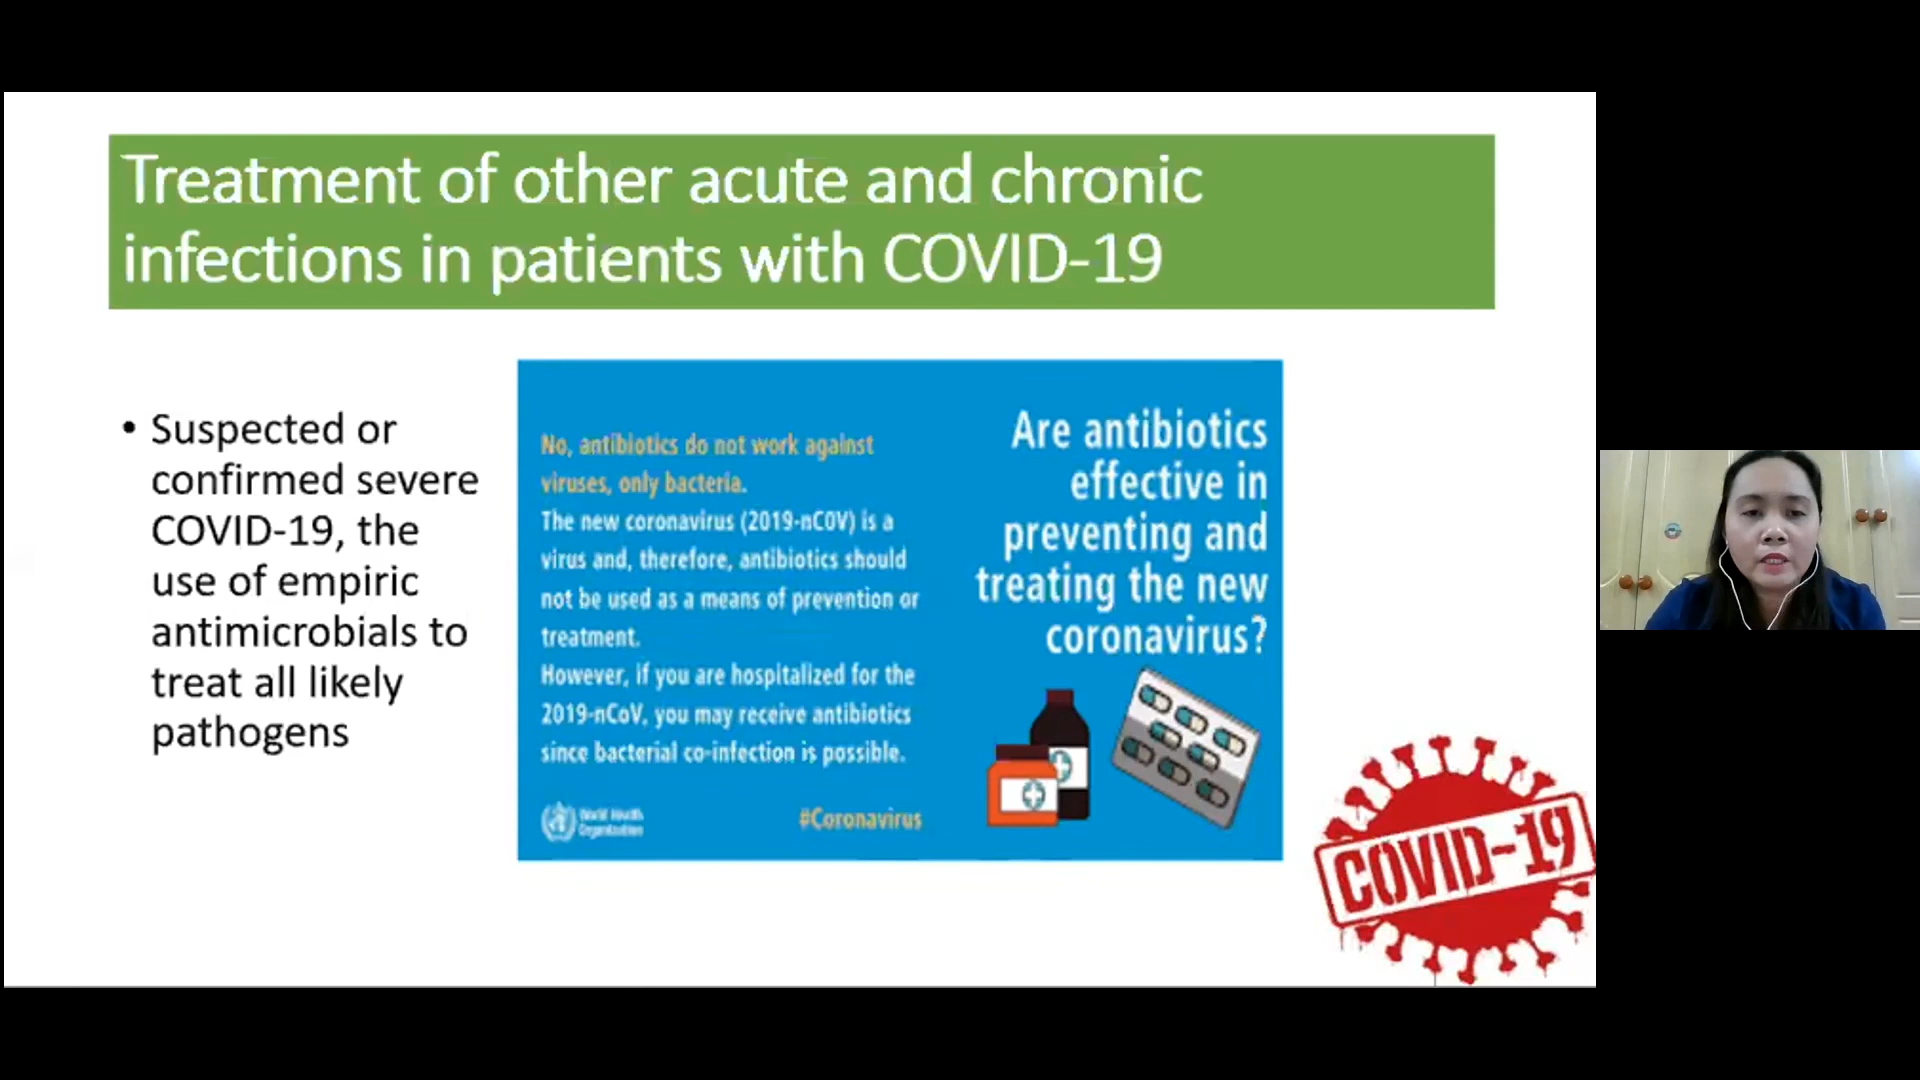 Treatment of other acute and chronic
infections in patients with COVID-19
• Suspected or
confirmed severe
COVID-19, the
use of empiric
antimicrobials to
treat all likely
pathogens
No, antibiotics do not work against
viruses, only bacteria.
The new coronavirus (2019-nCoV) is a
virus and, therefore, antibiotics should
not be used as a means of prevention or
treatment.
However, if you are hospitalized for the
2019-nCoV, you may receive antibiotics
since bacterial co-infection is possible.
World Health
Organization
#Coronavirus
Are antibiotics
effective in
preventing and
treating the new
coronavirus?
COVID-19